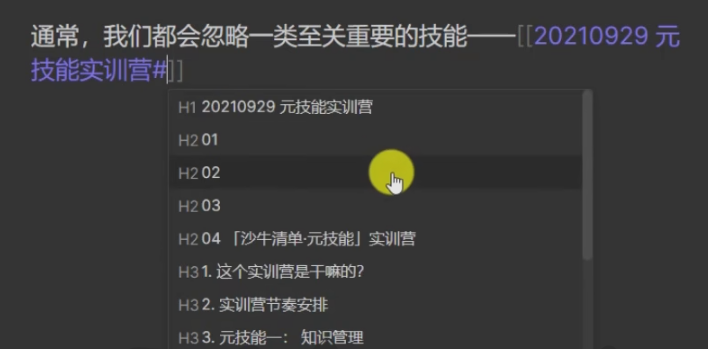 通常，我们都会忽略一类至关重要的技能——[[20210929 元
技能实训营#]]
H1 20210929 元技能实训营
H2 01
H2 02
H2 03
H2 04 「沙牛清单·元技能」实训营
H3 1. 这个实训营是干嘛的？
H3 2. 实训营节奏安排
H3 3. 元技能一： 知识管理